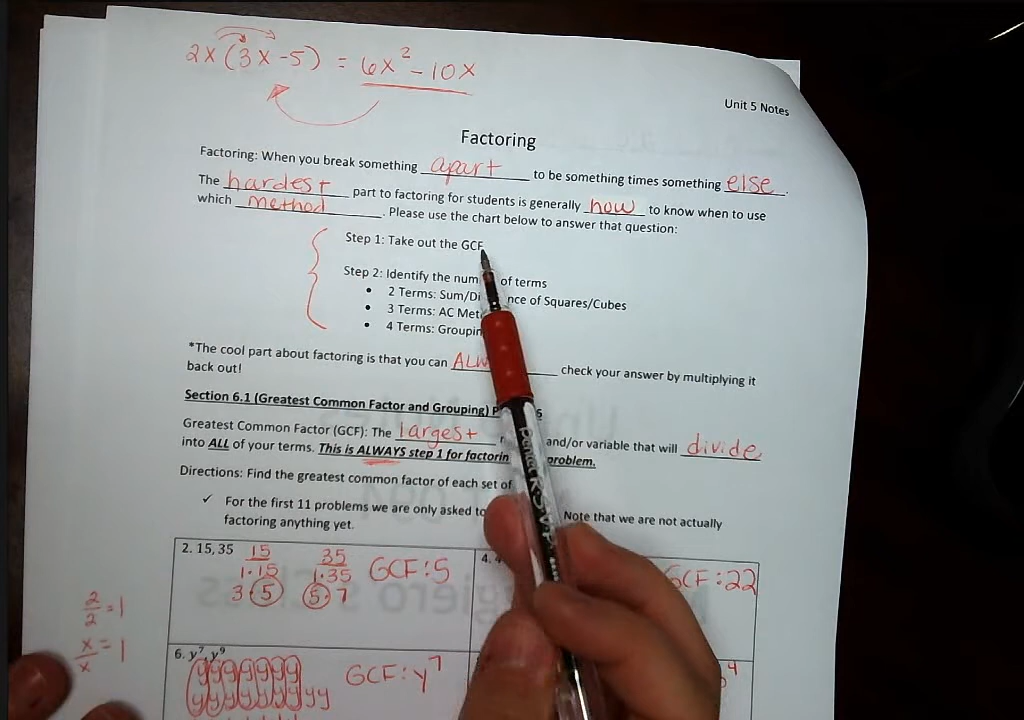 2x (3x -5) = 6x² - 10x
Unit 5 Notes
Factoring
Factoring: When you break something apart to be something times something else.
The hardest part to factoring for students is generally how to know when to use
which method. Please use the chart below to answer that question:
Step 1: Take out the GCF
Step 2: Identify the num of terms
• 2 Terms: Sum/Di nce of Squares/Cubes
• 3 Terms: AC Met
• 4 Terms: Groupin
*The cool part about factoring is that you can ALW check your answer by multiplying it
back out!
Section 6.1 (Greatest Common Factor and Grouping) P 6
Greatest Common Factor (GCF): The largest and/or variable that will divide
into ALL of your terms. This is ALWAYS step 1 for factorin problem.
Directions: Find the greatest common factor of each set of
✓ For the first 11 problems we are only asked to Note that we are not actually
factoring anything yet.
2. 15, 35
15
1·15
3 5
35
1·35
5·7
GCF:5
4. 4
GCF:22
2/2 = 1
x/x = 1
6. y⁷, y⁹
yyyyyyy
yyyyyyyyy
GCF: y⁷
4